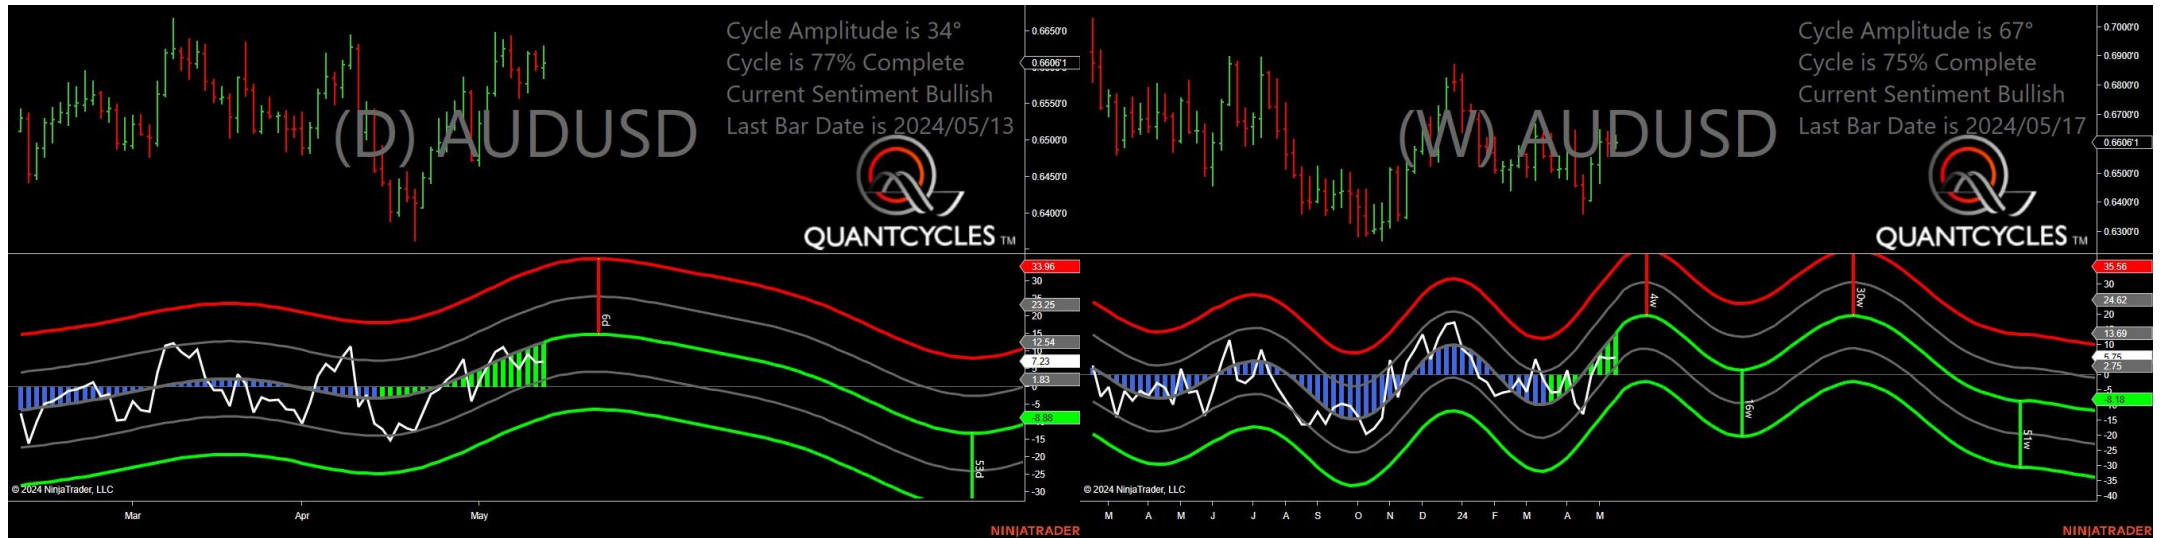 Cycle Amplitude is 34°
Cycle is 77% Complete
Current Sentiment Bullish
Last Bar Date is 2024/05/13
(D) AUDUSD
QUANTCYCLES TM
0.6650'0
0.6606'1
0.6550'0
0.6500'0
0.6450'0
0.6400'0
33.96
30
23.25
20
15
12.54
7.23
1.83
-5
-8.88
-15
-20
-25
-30
6d
53d
© 2024 NinjaTrader, LLC
Mar Apr May
NINJATRADER
Cycle Amplitude is 67°
Cycle is 75% Complete
Current Sentiment Bullish
Last Bar Date is 2024/05/17
(W) AUDUSD
QUANTCYCLES TM
0.7000'0
0.6900'0
0.6800'0
0.6700'0
0.6606'1
0.6500'0
0.6400'0
0.6300'0
35.56
30
24.62
20
13.69
10
5.75
2.75
0
-5
-8.18
-15
-20
-25
-30
-35
-40
4w
16w
30w
51w
© 2024 NinjaTrader, LLC
M A M J J A S O N D 24 F M A M
NINJATRADER